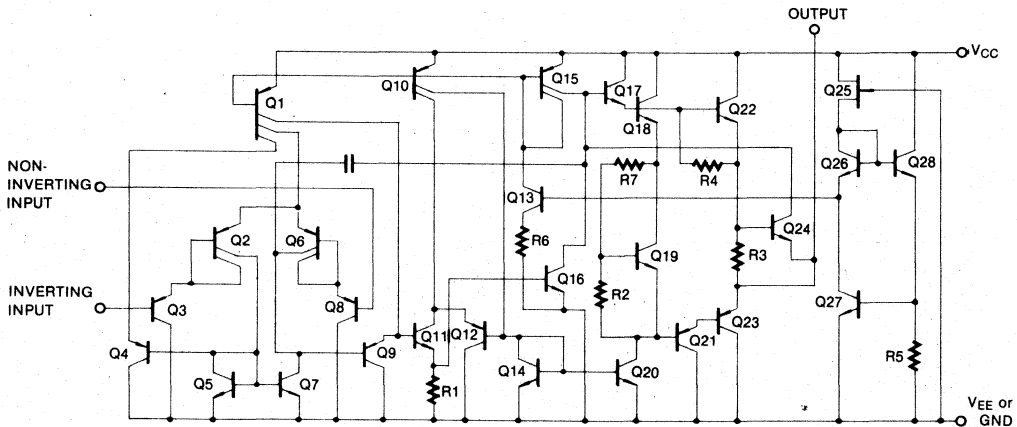 OUTPUT
VCC
Q15
Q10
Q17
Q25
Q1
Q22
Q18
NON-
INVERTING
INPUT
R7
R4
Q26
Q28
Q13
Q2
Q6
R6
Q24
R3
Q19
INVERTING
INPUT
Q16
R2
Q27
Q3
Q8
Q23
Q11
Q12
Q21
Q4
Q9
R5
Q5
Q7
R1
Q14
Q20
VEE or
GND